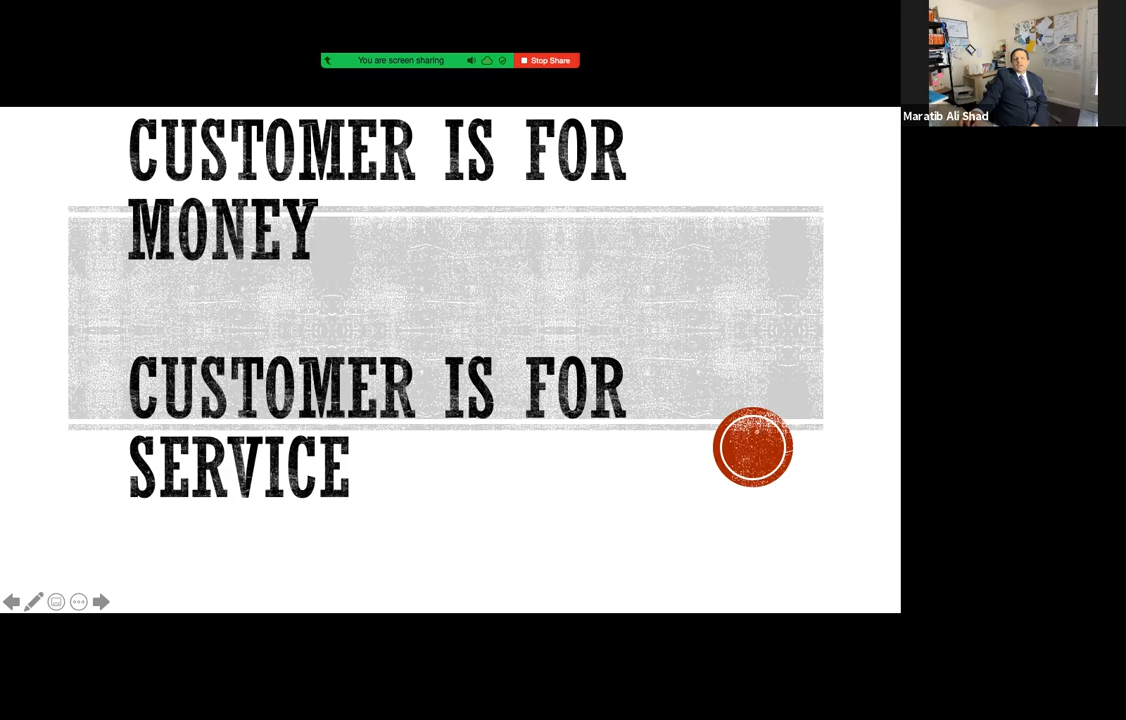 You are screen sharing
Stop Share
Maratib Ali Shad
CUSTOMER IS FOR
MONEY
CUSTOMER IS FOR
SERVICE